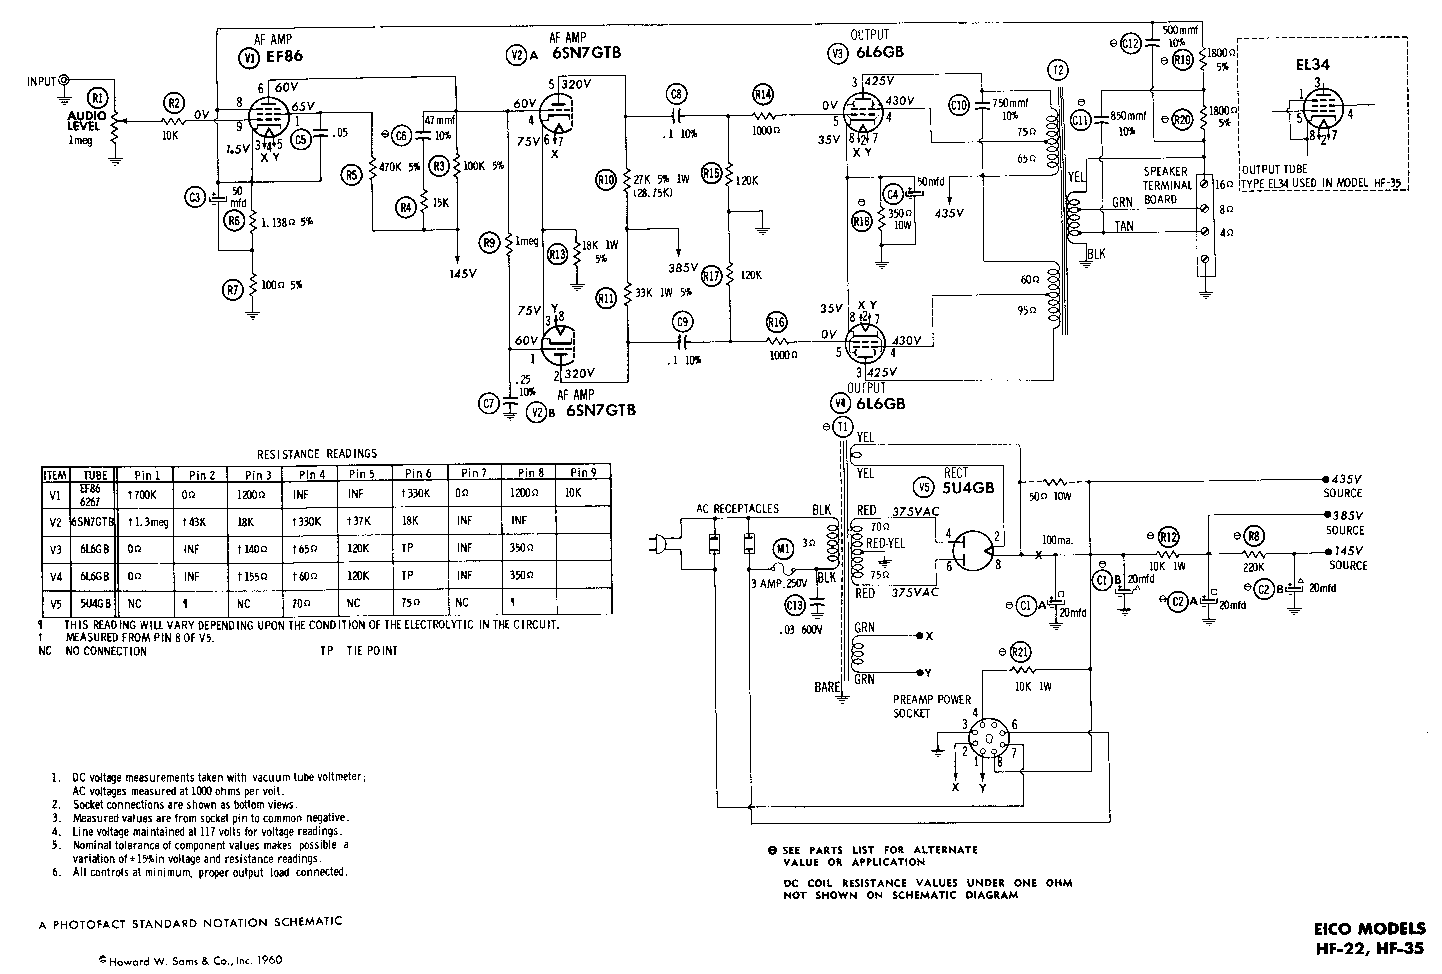 AF AMP
V1 EF86
AF AMP
V2 A 6SN7GTB
OUTPUT
V3 6L6GB
INPUT
R1
AUDIO LEVEL
1meg
R2
10K
0V
8
9
6
60V
65V
1
1.5V
3 4 5
X Y
C5
.05
C3
50 mfd
R6
1.138Ω 5%
R7
100Ω 5%
R5
470K 5%
47mmf
10%
⊖ C6
R3
100K 5%
R4
15K
145V
60V
4
5
320V
75V
6 7
X
R9
1meg
R10
27K 5% 1W
(28.75K)
R13
18K 1W
5%
R11
33K 1W 5%
385V
75V
Y
3 8
60V
1
2
320V
AF AMP
V2 B 6SN7GTB
C7
.25
10%
C8
.1 10%
C9
.1 10%
R14
1000Ω
R15
120K
R17
120K
R16
1000Ω
3
425V
0V
5
430V
4
35V
8 2 7
X Y
C4
50mfd
⊖
R18
350Ω
10W
435V
35V
X Y
8 2 7
0V
5
430V
4
3
425V
OUTPUT
V4 6L6GB
C10
750mmf
10%
T2
75Ω
65Ω
60Ω
95Ω
⊖
C11
850mmf
10%
⊖ C12
500mmf
10%
⊖ R19
1800Ω
5%
⊖ R20
1800Ω
5%
YEL
GRN
TAN
BLK
SPEAKER
TERMINAL
BOARD
16Ω
8Ω
4Ω
EL34
3
1
5
4
8 2 7
OUTPUT TUBE
TYPE EL34 USED IN MODEL HF-35
RESISTANCE READINGS
ITEM TUBE Pin 1 Pin 2 Pin 3 Pin 4 Pin 5 Pin 6 Pin 7 Pin 8 Pin 9
V1 EF86 6267 †700K 0Ω 1200Ω INF INF †330K 0Ω 1200Ω 10K
V2 6SN7GTB †1.3meg †43K 18K †330K †37K 18K INF INF
V3 6L6GB 0Ω INF †140Ω †65Ω 120K TP INF 350Ω
V4 6L6GB 0Ω INF †155Ω †60Ω 120K TP INF 350Ω
V5 5U4GB NC ¶ NC 70Ω NC 75Ω NC ¶
¶ THIS READING WILL VARY DEPENDING UPON THE CONDITION OF THE ELECTROLYTIC IN THE CIRCUIT.
† MEASURED FROM PIN 8 OF V5.
NC NO CONNECTION TP TIE POINT
⊖ T1
YEL
YEL
RECT
V5 5U4GB
AC RECEPTACLES
BLK
3Ω
M1
3 AMP. 250V
BLK
C13
.03 600V
BARE
RED
375VAC
70Ω
RED-YEL
75Ω
RED
375VAC
4
6
2
8
GRN
GRN
X
Y
50Ω 10W
100ma.
X
⊖ C1 A
20mfd
⊖
C1 B
20mfd
⊖ R12
10K 1W
⊖ C2 A
20mfd
⊖ R8
220K
⊖ C2 B
20mfd
435V
SOURCE
385V
SOURCE
145V
SOURCE
⊖ R21
10K 1W
PREAMP POWER
SOCKET
4
3
6
2
7
1
8
X
Y
1. DC voltage measurements taken with vacuum tube voltmeter;
AC voltages measured at 1000 ohms per volt.
2. Socket connections are shown as bottom views.
3. Measured values are from socket pin to common negative.
4. Line voltage maintained at 117 volts for voltage readings.
5. Nominal tolerance of component values makes possible a
variation of ±15% in voltage and resistance readings.
6. All controls at minimum, proper output load connected.
⊖ SEE PARTS LIST FOR ALTERNATE
VALUE OR APPLICATION
DC COIL RESISTANCE VALUES UNDER ONE OHM
NOT SHOWN ON SCHEMATIC DIAGRAM
A PHOTOFACT STANDARD NOTATION SCHEMATIC
© Howard W. Sams & Co., Inc. 1960
EICO MODELS
HF-22, HF-35